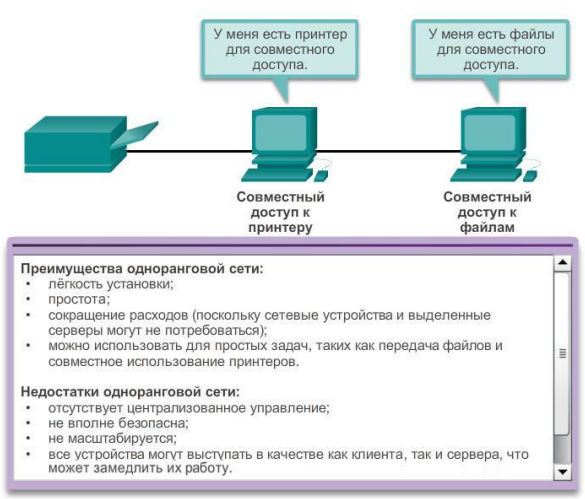 У меня есть принтер
для совместного
доступа.
У меня есть файлы
для совместного
доступа.
Совместный
доступ к
принтеру
Совместный
доступ к
файлам
Преимущества одноранговой сети:
• лёгкость установки;
• простота;
• сокращение расходов (поскольку сетевые устройства и выделенные
серверы могут не потребоваться);
• можно использовать для простых задач, таких как передача файлов и
совместное использование принтеров.
Недостатки одноранговой сети:
• отсутствует централизованное управление;
• не вполне безопасна;
• не масштабируется;
• все устройства могут выступать в качестве как клиента, так и сервера, что
может замедлить их работу.